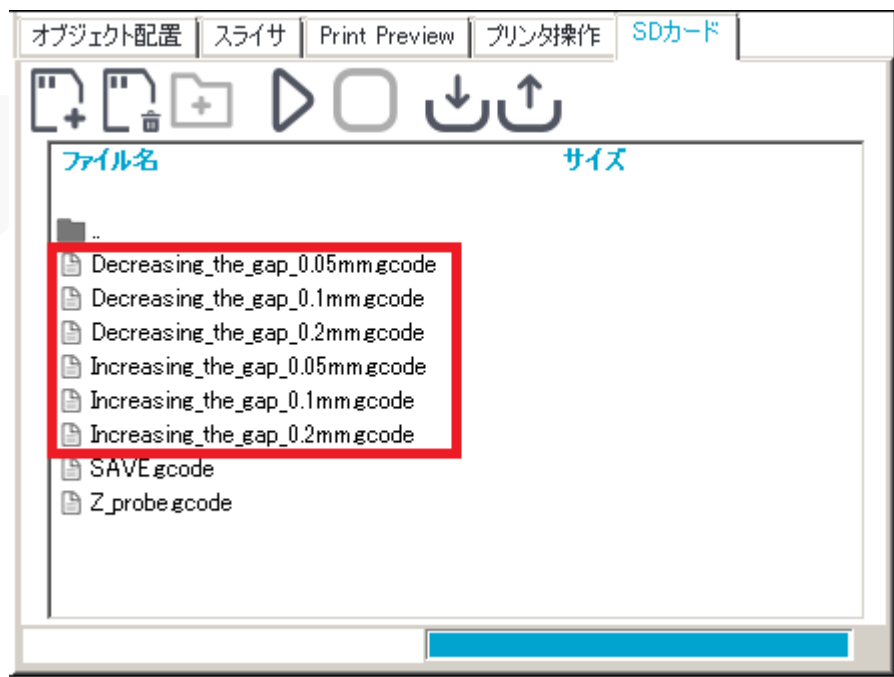 オブジェクト配置 スライサ Print Preview プリンタ操作 SDカード
ファイル名 サイズ
..
Decreasing_the_gap_0.05mm.gcode
Decreasing_the_gap_0.1mm.gcode
Decreasing_the_gap_0.2mm.gcode
Increasing_the_gap_0.05mm.gcode
Increasing_the_gap_0.1mm.gcode
Increasing_the_gap_0.2mm.gcode
SAVE.gcode
Z_probe.gcode